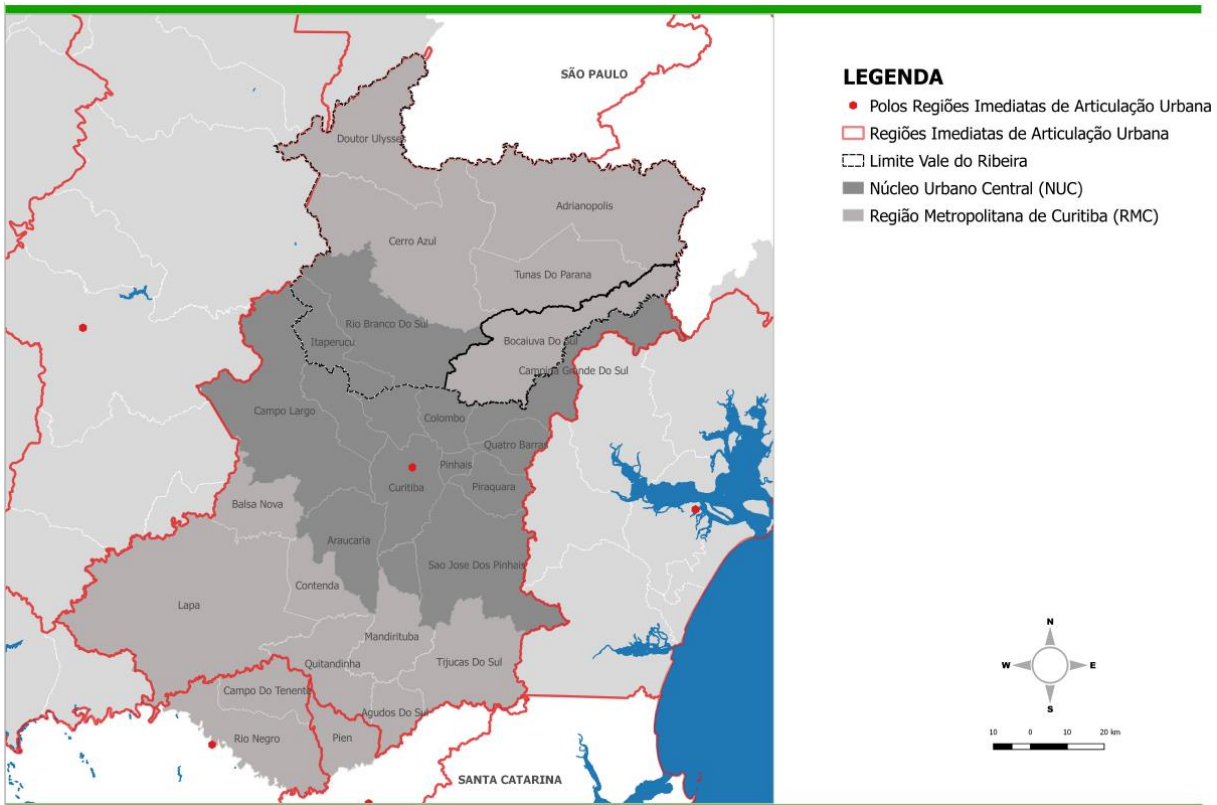 SÃO PAULO
Doutor Ulysses
Adrianopolis
Cerro Azul
Tunas Do Parana
Rio Branco Do Sul
Itaperucu
Bocaiuva Do Sul
Campina Grande Do Sul
Campo Largo
Colombo
Quatro Barras
Pinhais
Curitiba
Piraquara
Balsa Nova
Araucaria
Sao Jose Dos Pinhais
Contenda
Lapa
Mandirituba
Quitandinha
Tijucas Do Sul
Campo Do Tenente
Agudos Do Sul
Rio Negro
Pien
SANTA CATARINA
LEGENDA
Polos Regiões Imediatas de Articulação Urbana
Regiões Imediatas de Articulação Urbana
Limite Vale do Ribeira
Núcleo Urbano Central (NUC)
Região Metropolitana de Curitiba (RMC)
N
W E
S
10 0 10 20 km